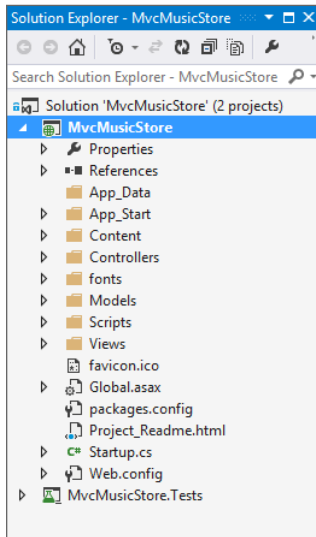 Solution Explorer - MvcMusicStore
Search Solution Explorer - MvcMusicStore
Solution 'MvcMusicStore' (2 projects)
MvcMusicStore
Properties
References
App_Data
App_Start
Content
Controllers
fonts
Models
Scripts
Views
favicon.ico
Global.asax
packages.config
Project_Readme.html
C# Startup.cs
Web.config
MvcMusicStore.Tests